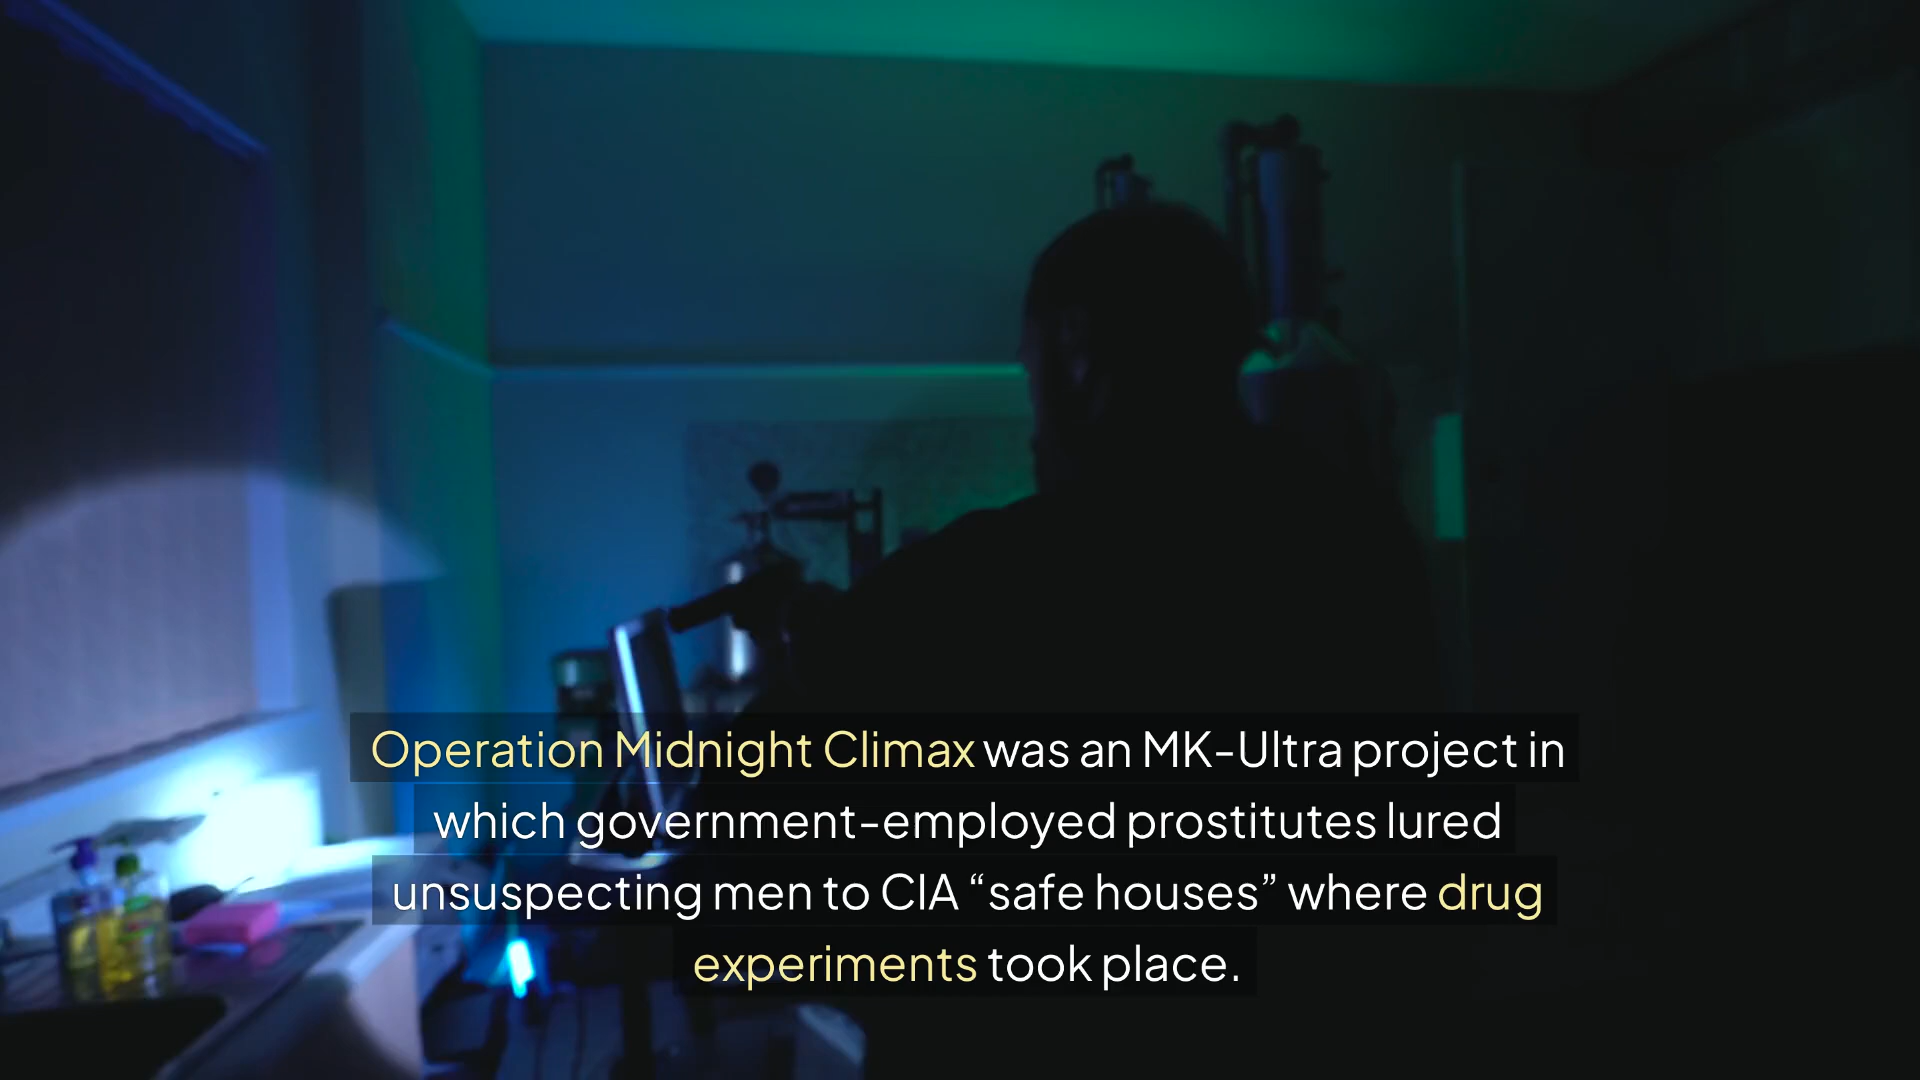 Operation Midnight Climax was an MK-Ultra project in
which government-employed prostitutes lured
unsuspecting men to CIA “safe houses” where drug
experiments took place.